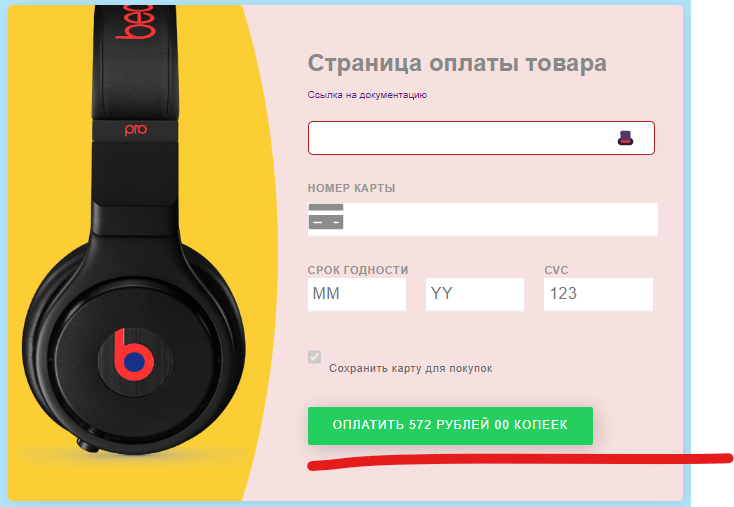 beats
pro
b
Страница оплаты товара
Ссылка на документацию
НОМЕР КАРТЫ
СРОК ГОДНОСТИ
CVC
MM
YY
123
Сохранить карту для покупок
ОПЛАТИТЬ 572 РУБЛЕЙ 00 КОПЕЕК